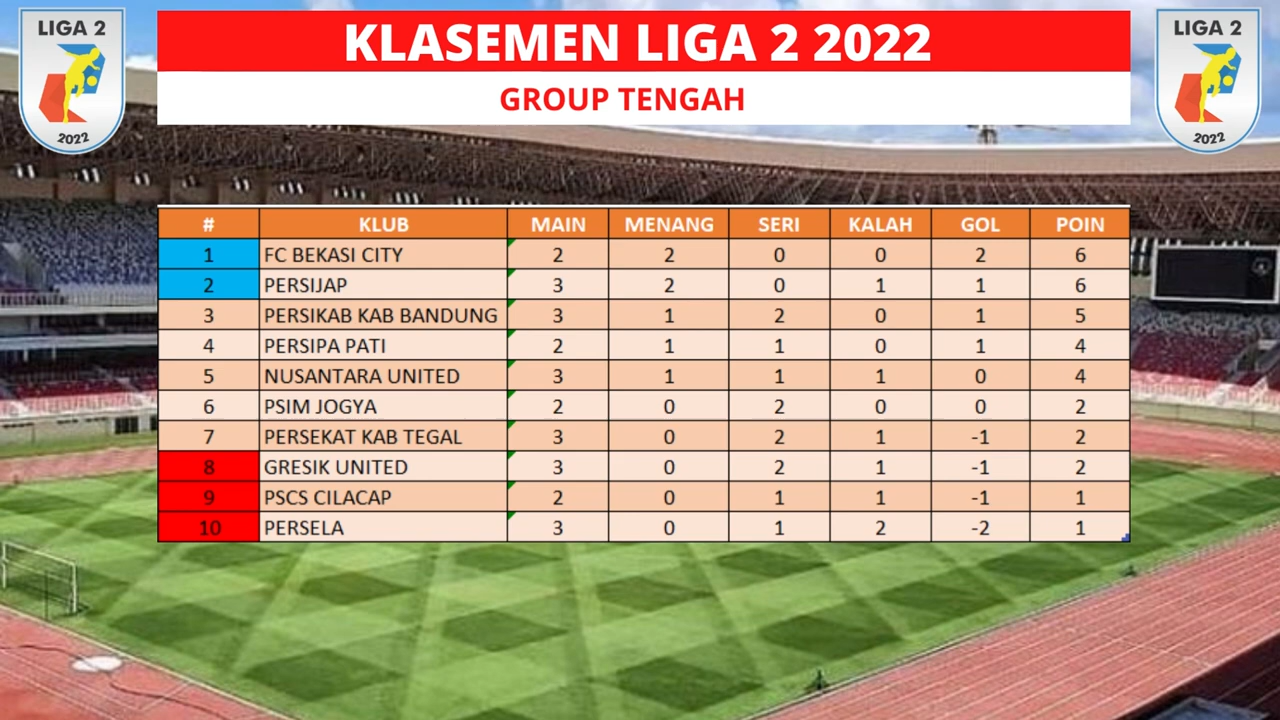 LIGA 2
2022
KLASEMEN LIGA 2 2022
GROUP TENGAH
LIGA 2
2022
# KLUB MAIN MENANG SERI KALAH GOL POIN
1 FC BEKASI CITY 2 2 0 0 2 6
2 PERSIJAP 3 2 0 1 1 6
3 PERSIKAB KAB BANDUNG 3 1 2 0 1 5
4 PERSIPA PATI 2 1 1 0 1 4
5 NUSANTARA UNITED 3 1 1 1 0 4
6 PSIM JOGYA 2 0 2 0 0 2
7 PERSEKAT KAB TEGAL 3 0 2 1 -1 2
8 GRESIK UNITED 3 0 2 1 -1 2
9 PSCS CILACAP 2 0 1 1 -1 1
10 PERSELA 3 0 1 2 -2 1